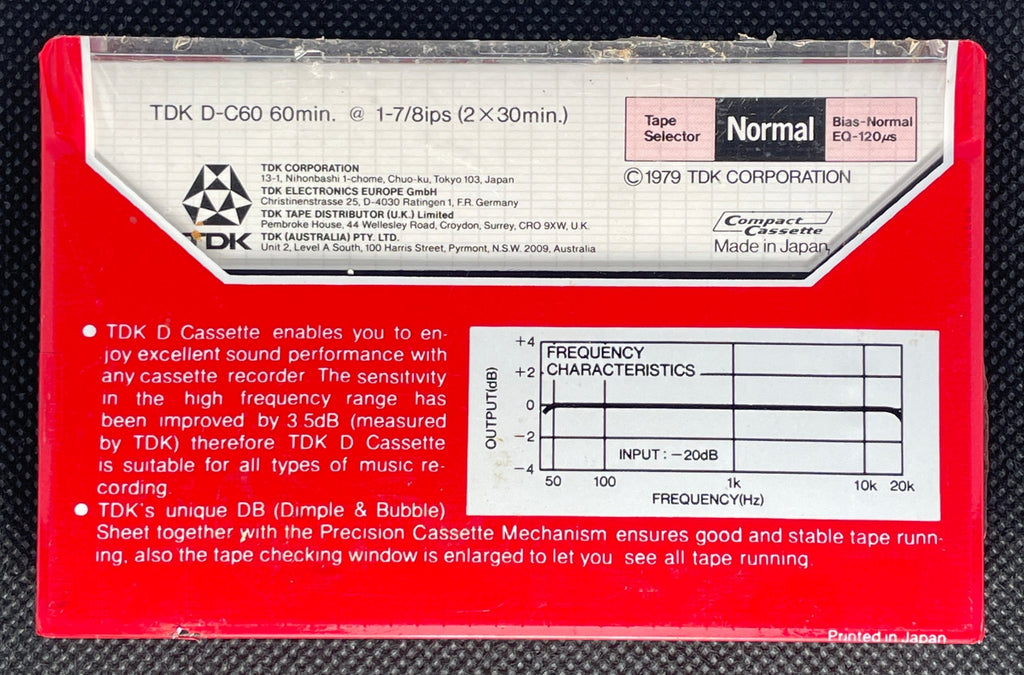 TDK D-C60 60min. @ 1-7/8ips (2×30min.)
Tape Selector
Normal
Bias-Normal
EQ-120μs
©1979 TDK CORPORATION
TDK
TDK CORPORATION
13-1, Nihonbashi 1-chome, Chuo-ku, Tokyo 103, Japan
TDK ELECTRONICS EUROPE GmbH
Christinenstrasse 25, D-4030 Ratingen 1, F.R. Germany
TDK TAPE DISTRIBUTOR (U.K.) Limited
Pembroke House, 44 Wellesley Road, Croydon, Surrey, CRO 9XW, U.K.
TDK (AUSTRALIA) PTY. LTD.
Unit 2, Level A South, 100 Harris Street, Pyrmont, N.S.W. 2009, Australia
Compact
Cassette
Made in Japan
● TDK D Cassette enables you to en-
joy excellent sound performance with
any cassette recorder. The sensitivity
in the high frequency range has
been improved by 3.5dB (measured
by TDK) therefore TDK D Cassette
is suitable for all types of music re-
cording.
● TDK's unique DB (Dimple & Bubble)
Sheet together with the Precision Cassette Mechanism ensures good and stable tape runn-
ing, also the tape checking window is enlarged to let you see all tape running.
FREQUENCY
CHARACTERISTICS
OUTPUT(dB)
+4
+2
0
-2
-4
INPUT : -20dB
50 100 1k 10k 20k
FREQUENCY(Hz)
Printed in Japan